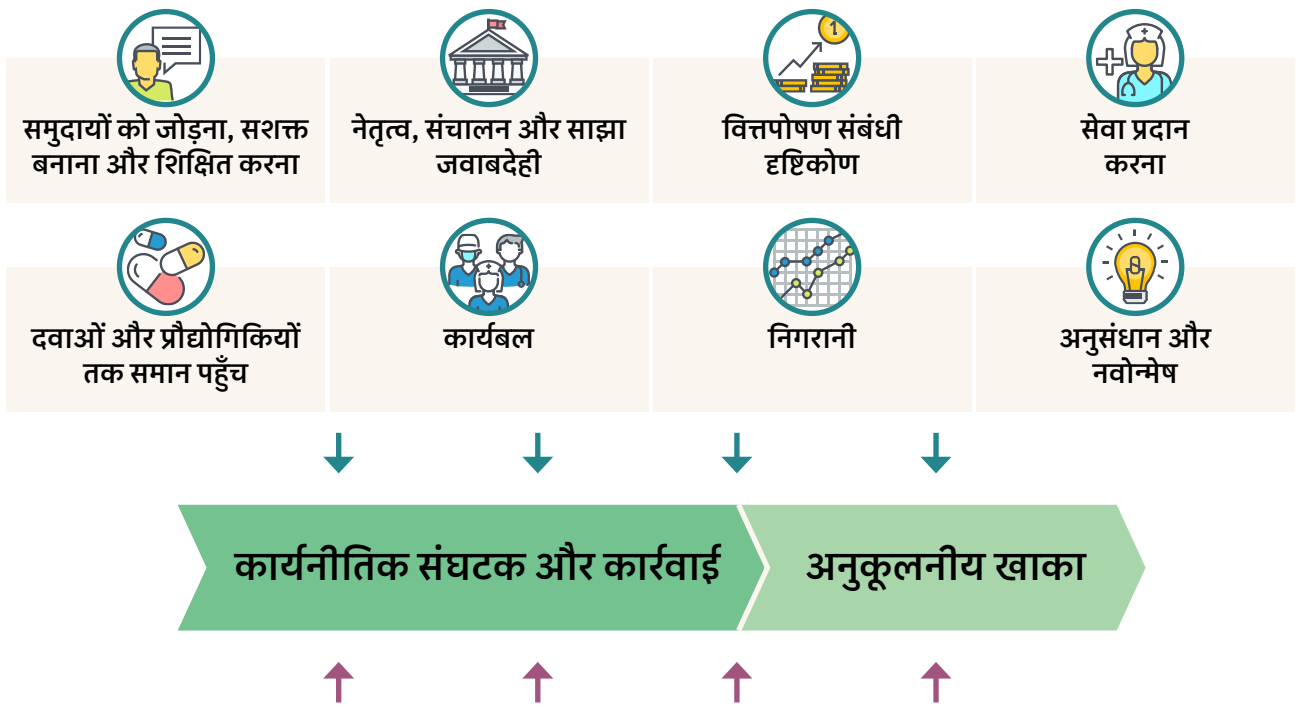 समुदायों को जोड़ना, सशक्त
बनाना और शिक्षित करना
नेतृत्व, संचालन और साझा
जवाबदेही
वित्तपोषण संबंधी
दृष्टिकोण
सेवा प्रदान
करना
दवाओं और प्रौद्योगिकियों
तक समान पहुँच
कार्यबल
निगरानी
अनुसंधान और
नवोन्मेष
कार्यनीतिक संघटक और कार्रवाई
अनुकूलनीय खाका